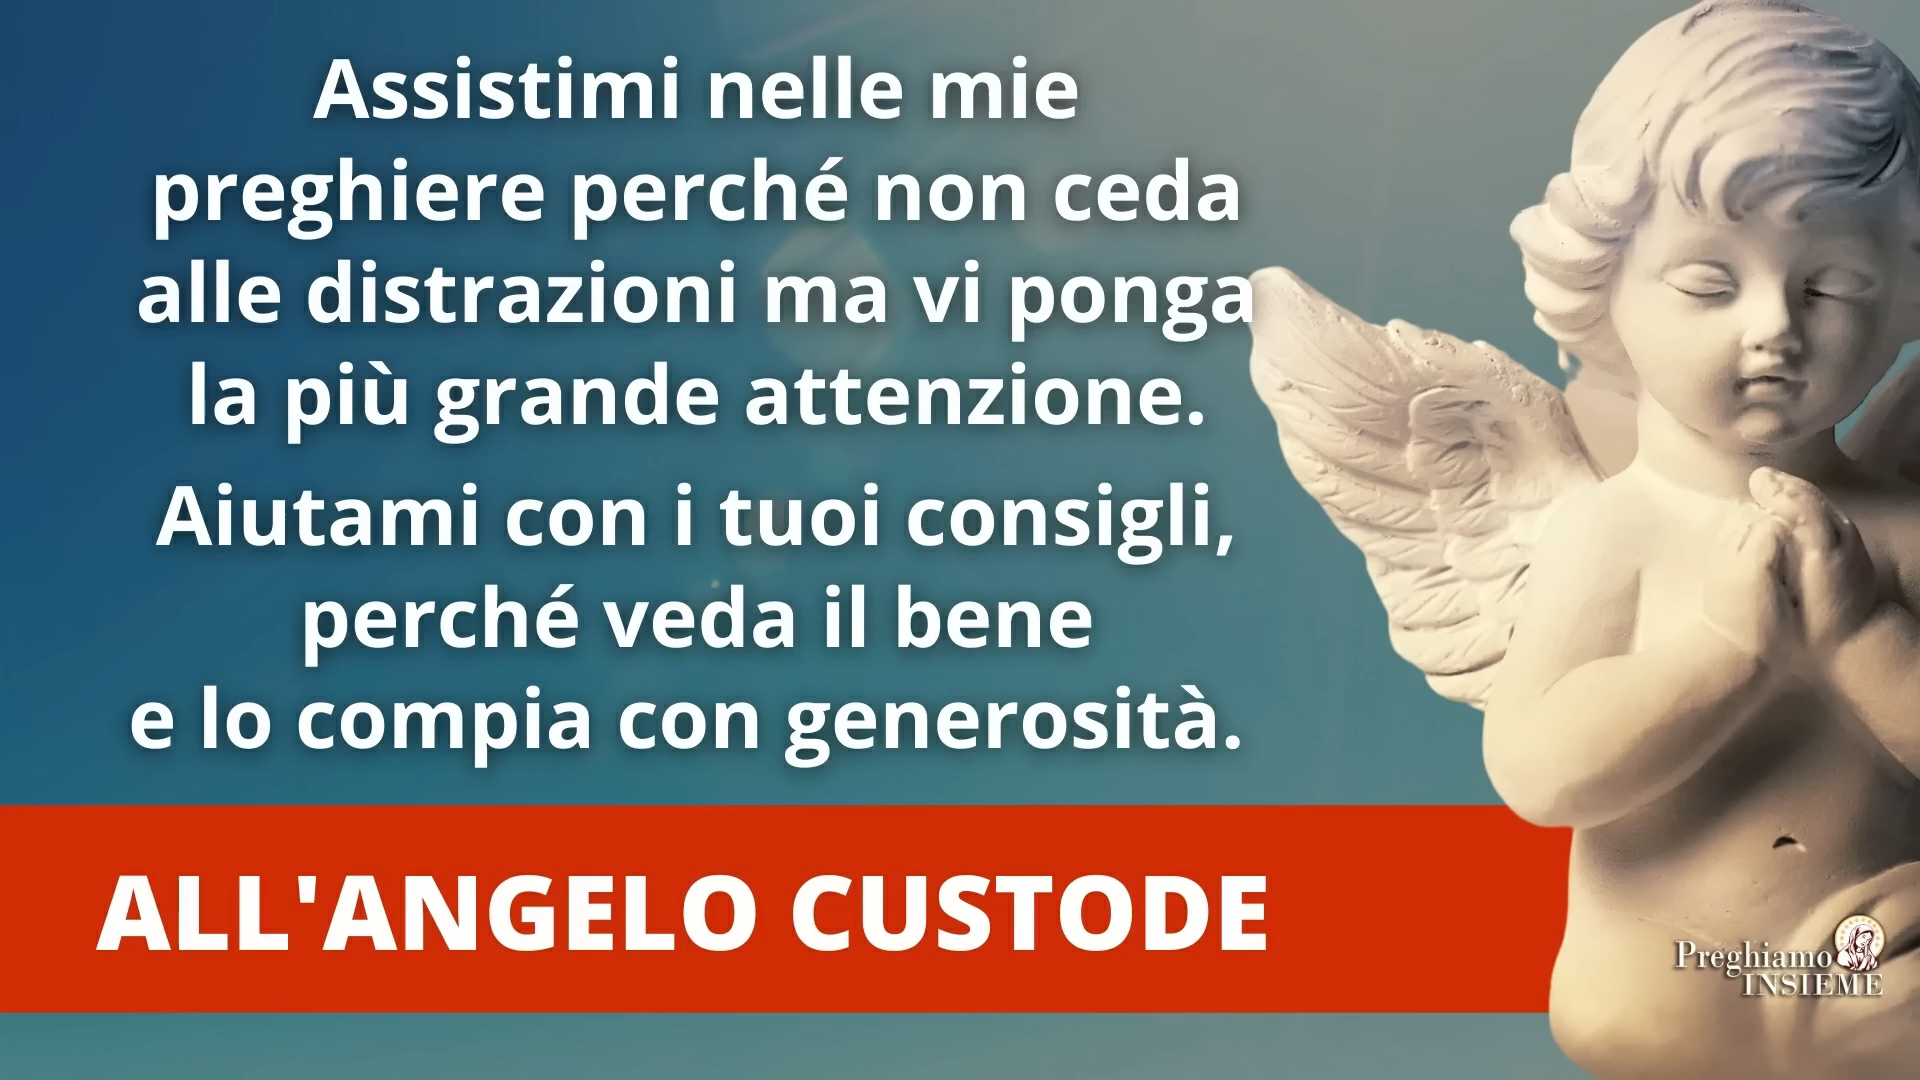 Assistimi nelle mie
preghiere perché non ceda
alle distrazioni ma vi ponga
la più grande attenzione.
Aiutami con i tuoi consigli,
perché veda il bene
e lo compia con generosità.
ALL'ANGELO CUSTODE
Preghiamo
INSIEME